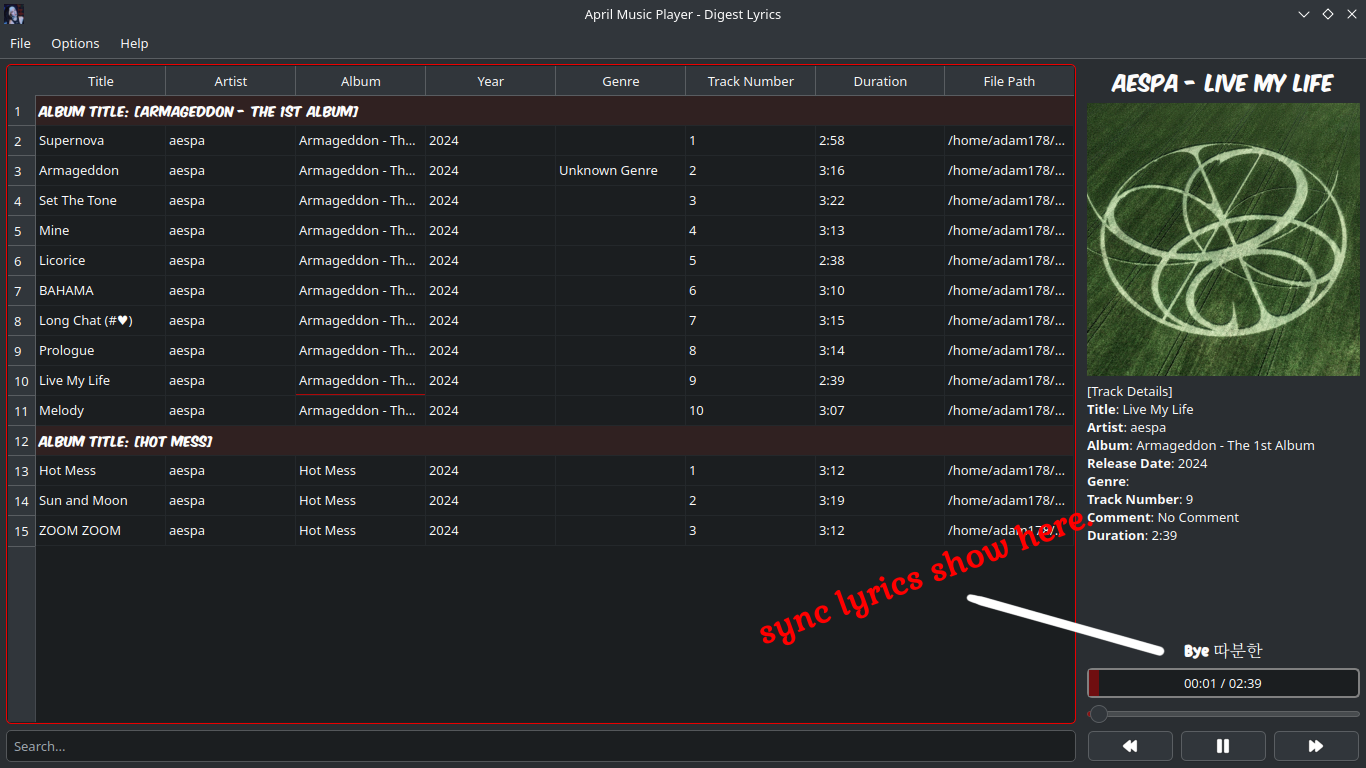 April Music Player - Digest Lyrics
File Options Help
Title Artist Album Year Genre Track Number Duration File Path
1 ALBUM TITLE: [ARMAGEDDON - THE 1ST ALBUM]
2 Supernova aespa Armageddon - Th... 2024 1 2:58 /home/adam178/...
3 Armageddon aespa Armageddon - Th... 2024 Unknown Genre 2 3:16 /home/adam178/...
4 Set The Tone aespa Armageddon - Th... 2024 3 3:22 /home/adam178/...
5 Mine aespa Armageddon - Th... 2024 4 3:13 /home/adam178/...
6 Licorice aespa Armageddon - Th... 2024 5 2:38 /home/adam178/...
7 BAHAMA aespa Armageddon - Th... 2024 6 3:10 /home/adam178/...
8 Long Chat (#♥) aespa Armageddon - Th... 2024 7 3:15 /home/adam178/...
9 Prologue aespa Armageddon - Th... 2024 8 3:14 /home/adam178/...
10 Live My Life aespa Armageddon - Th... 2024 9 2:39 /home/adam178/...
11 Melody aespa Armageddon - Th... 2024 10 3:07 /home/adam178/...
12 ALBUM TITLE: [HOT MESS]
13 Hot Mess aespa Hot Mess 2024 1 3:12 /home/adam178/...
14 Sun and Moon aespa Hot Mess 2024 2 3:19 /home/adam178/...
15 ZOOM ZOOM aespa Hot Mess 2024 3 3:12 /home/adam178/...
sync lyrics show here.
Search...
AESPA - LIVE MY LIFE
[Track Details]
Title: Live My Life
Artist: aespa
Album: Armageddon - The 1st Album
Release Date: 2024
Genre:
Track Number: 9
Comment: No Comment
Duration: 2:39
Bye 따분한
00:01 / 02:39